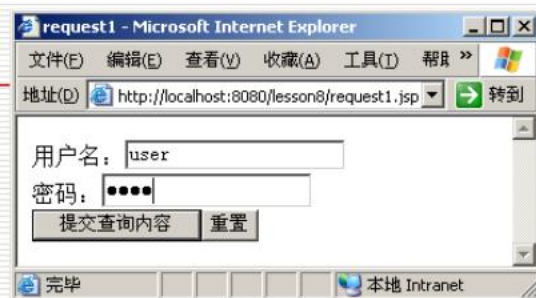 request1 - Microsoft Internet Explorer
文件(F) 编辑(E) 查看(V) 收藏(A) 工具(T) »
地址(D) http://localhost:8080/lesson8/request1.jsp 转到
用户名：user
密码：●●●●
提交查询内容 重置
完毕 本地 Intranet